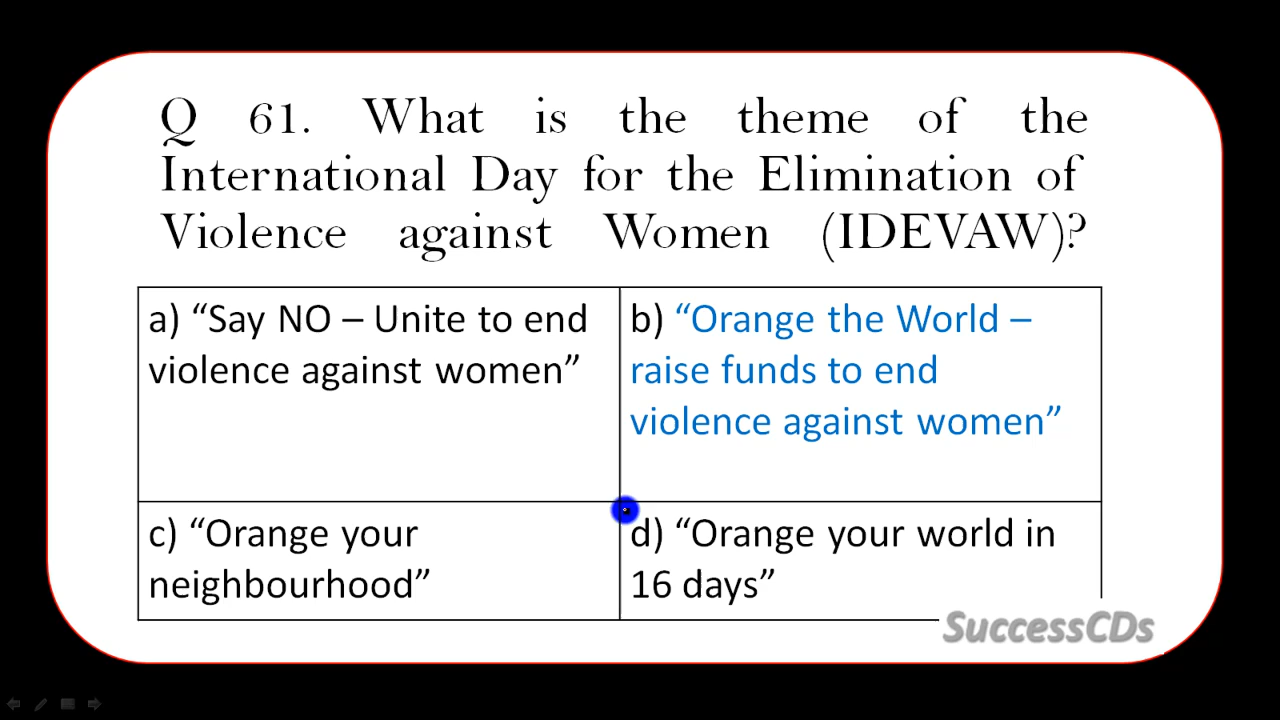 Q 61. What is the theme of the
International Day for the Elimination of
Violence against Women (IDEVAW)?
a) “Say NO – Unite to end
violence against women”
b) “Orange the World –
raise funds to end
violence against women”
c) “Orange your
neighbourhood”
d) “Orange your world in
16 days”
SuccessCDs